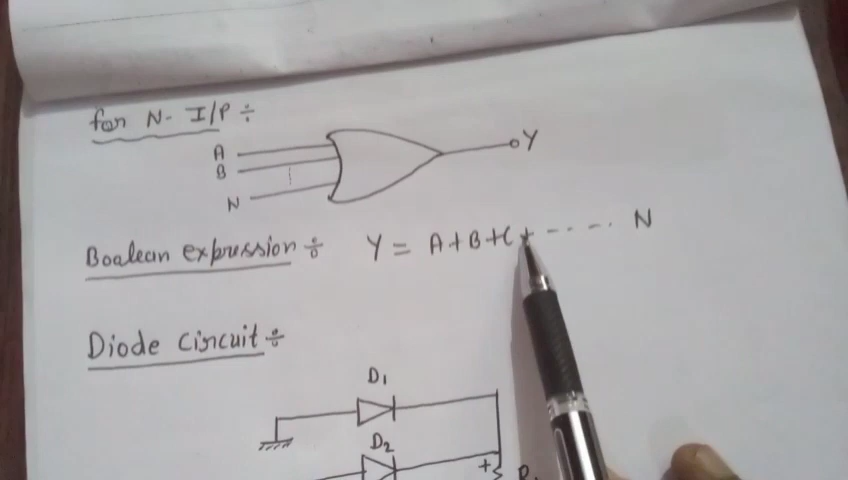 for N- I/P ÷
A
B
N
Y
Boolean expression ÷ Y = A+B+C+ ----- N
Diode Circuit ÷
D1
D2
+